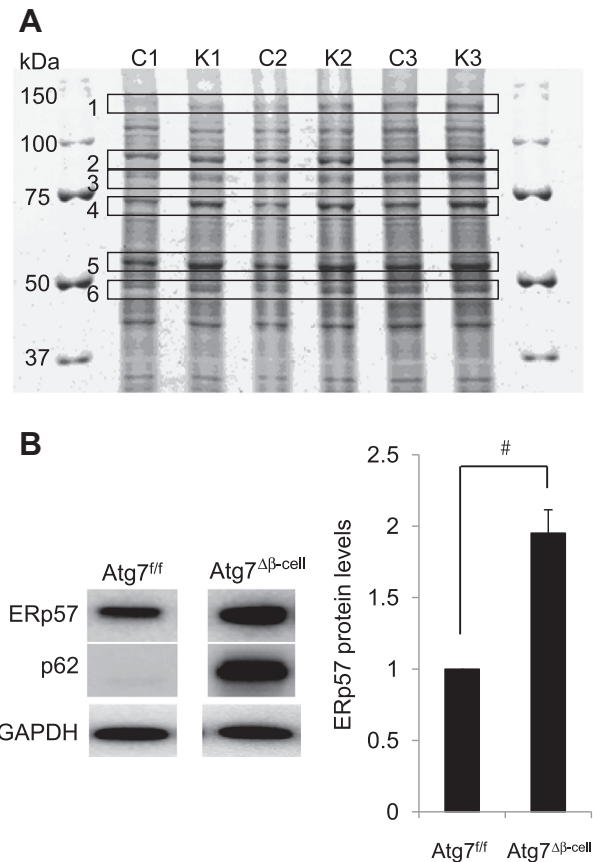 A
kDa C1 K1 C2 K2 C3 K3
150
1
100
2
3
75
4
5
50
6
37
B
Atg7f/f Atg7Δβ-cell
ERp57
p62
GAPDH
#
2.5
2
1.5
1
0.5
0
ERp57 protein levels
Atg7f/f Atg7Δβ-cell